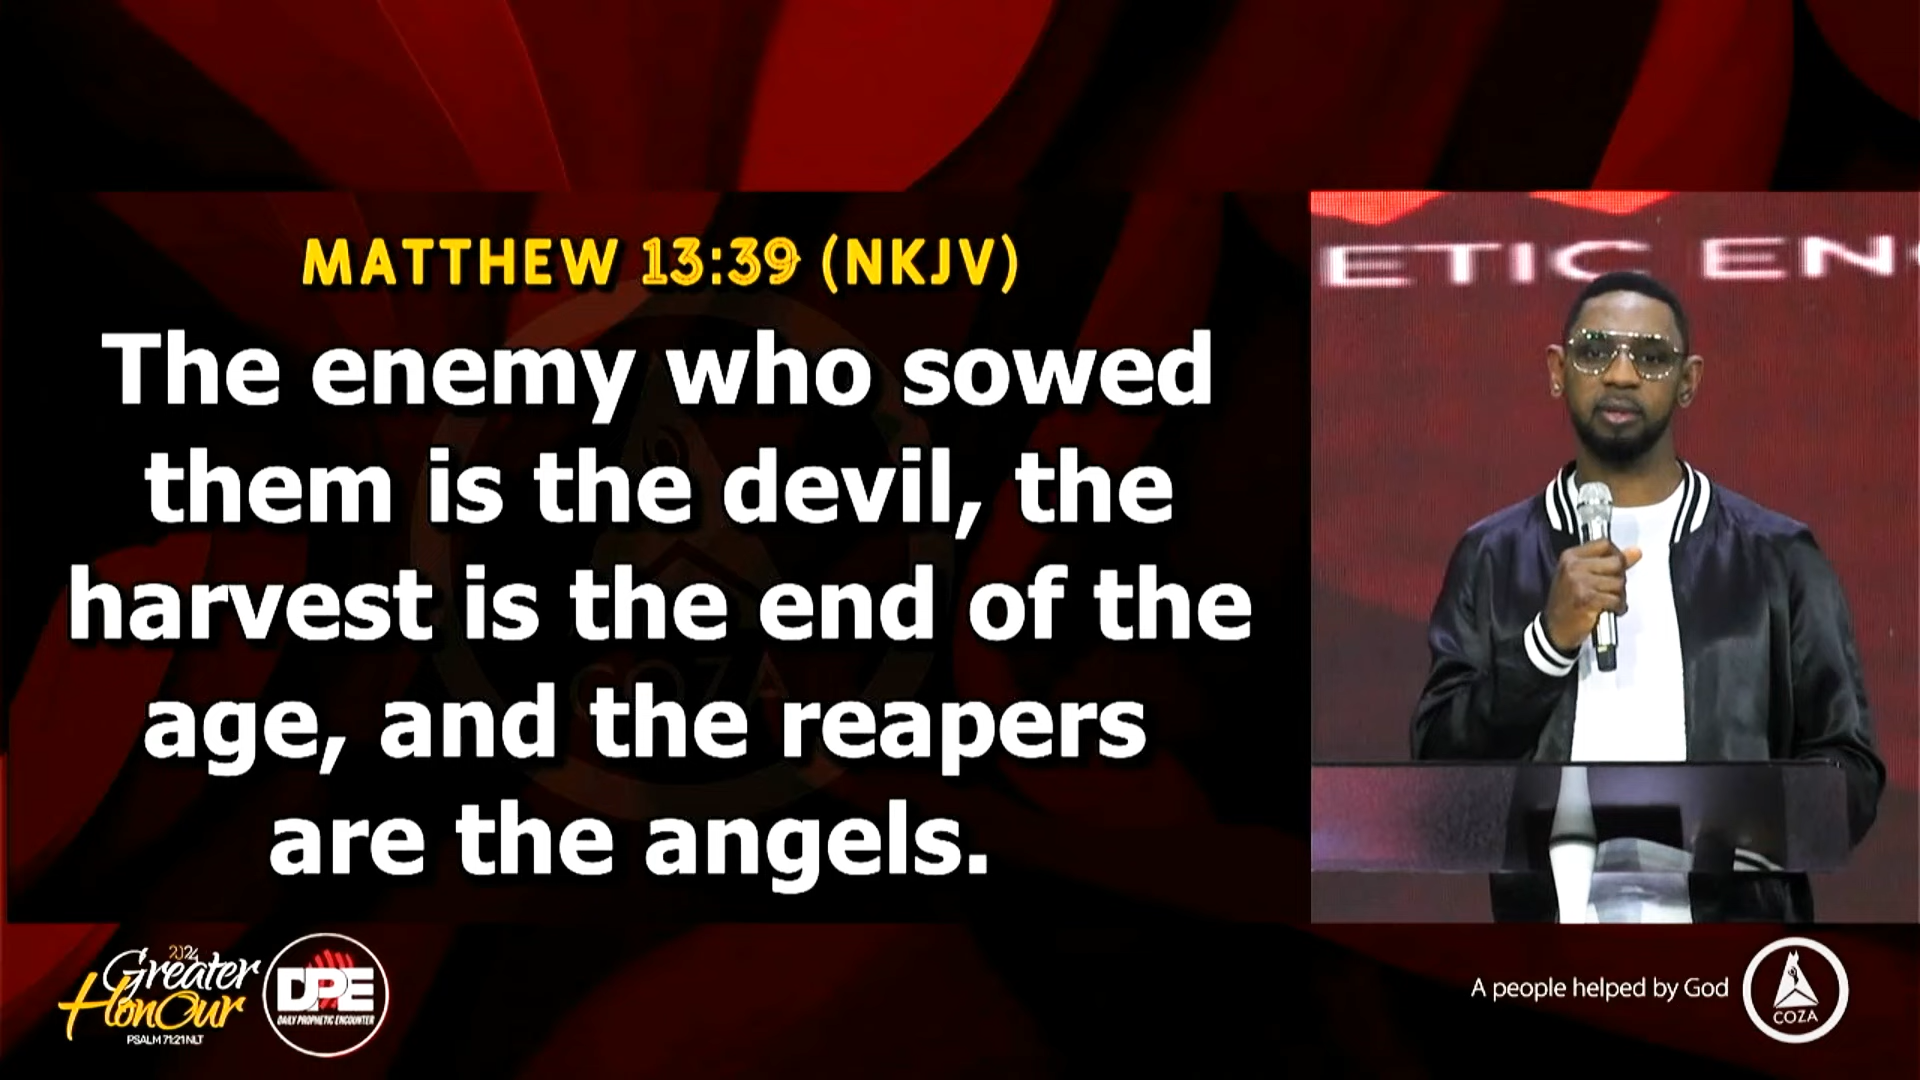 MATTHEW 13:39 (NKJV)
The enemy who sowed
them is the devil, the
harvest is the end of the
age, and the reapers
are the angels.
ETIC EN
2024
Greater
HonOur
PSALM 71:21 NLT
DPE
DAILY PROPHETIC ENCOUNTER
A people helped by God
COZA
COZA